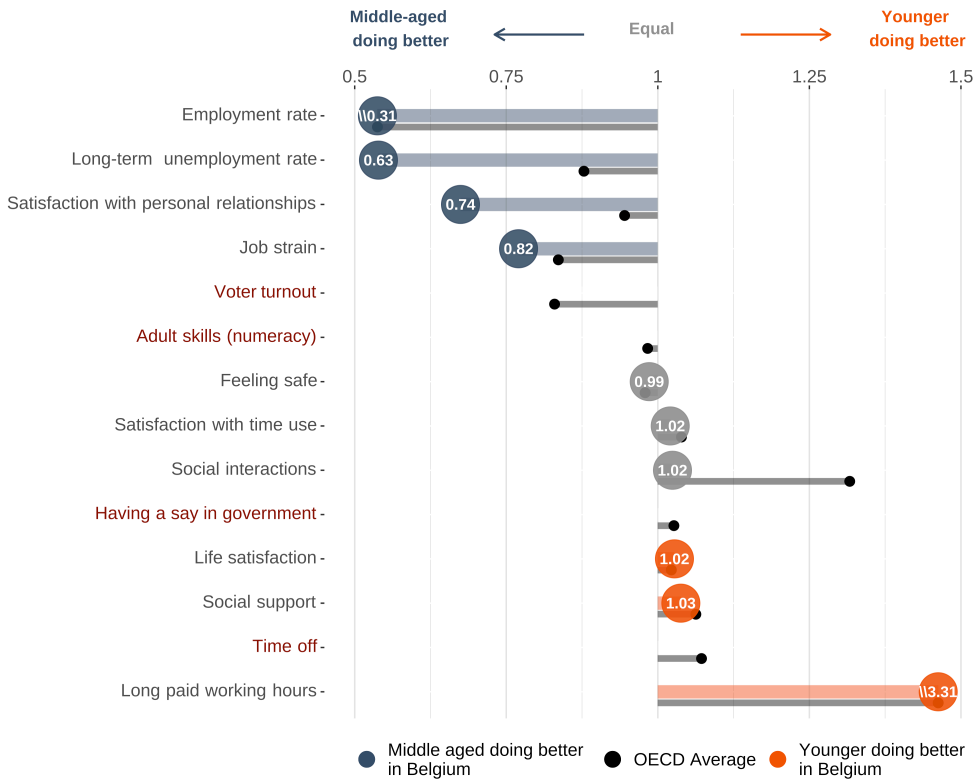 Middle-aged
doing better
Equal
Younger
doing better
0.5 0.75 1 1.25 1.5
Employment rate
\\0.31
Long-term unemployment rate
0.63
Satisfaction with personal relationships
0.74
Job strain
0.82
Voter turnout
Adult skills (numeracy)
Feeling safe
0.99
Satisfaction with time use
1.02
Social interactions
1.02
Having a say in government
Life satisfaction
1.02
Social support
1.03
Time off
Long paid working hours
\\3.31
Middle aged doing better
in Belgium
OECD Average
Younger doing better
in Belgium